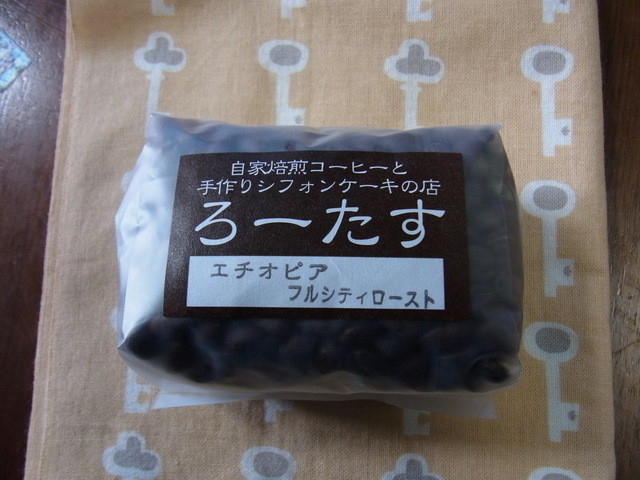 自家焙煎コーヒーと
手作りシフォンケーキの店
ろーたす
エチオピア
フルシティロースト